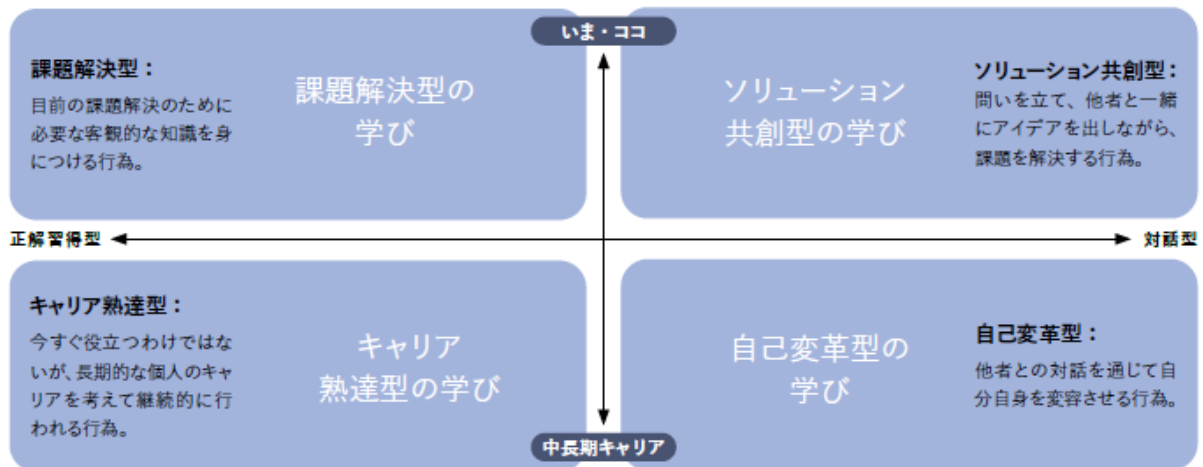 いま・ココ
課題解決型：
目前の課題解決のために
必要な客観的な知識を身
につける行為。
課題解決型の
学び
ソリューション
共創型の学び
ソリューション共創型：
問いを立て、他者と一緒
にアイデアを出しながら、
課題を解決する行為。
正解習得型
対話型
キャリア熟達型：
今すぐ役立つわけではな
いが、長期的な個人のキャ
リアを考えて継続的に行
われる行為。
キャリア
熟達型の学び
自己変革型の
学び
自己変革型：
他者との対話を通じて自
分自身を変容させる行為。
中長期キャリア